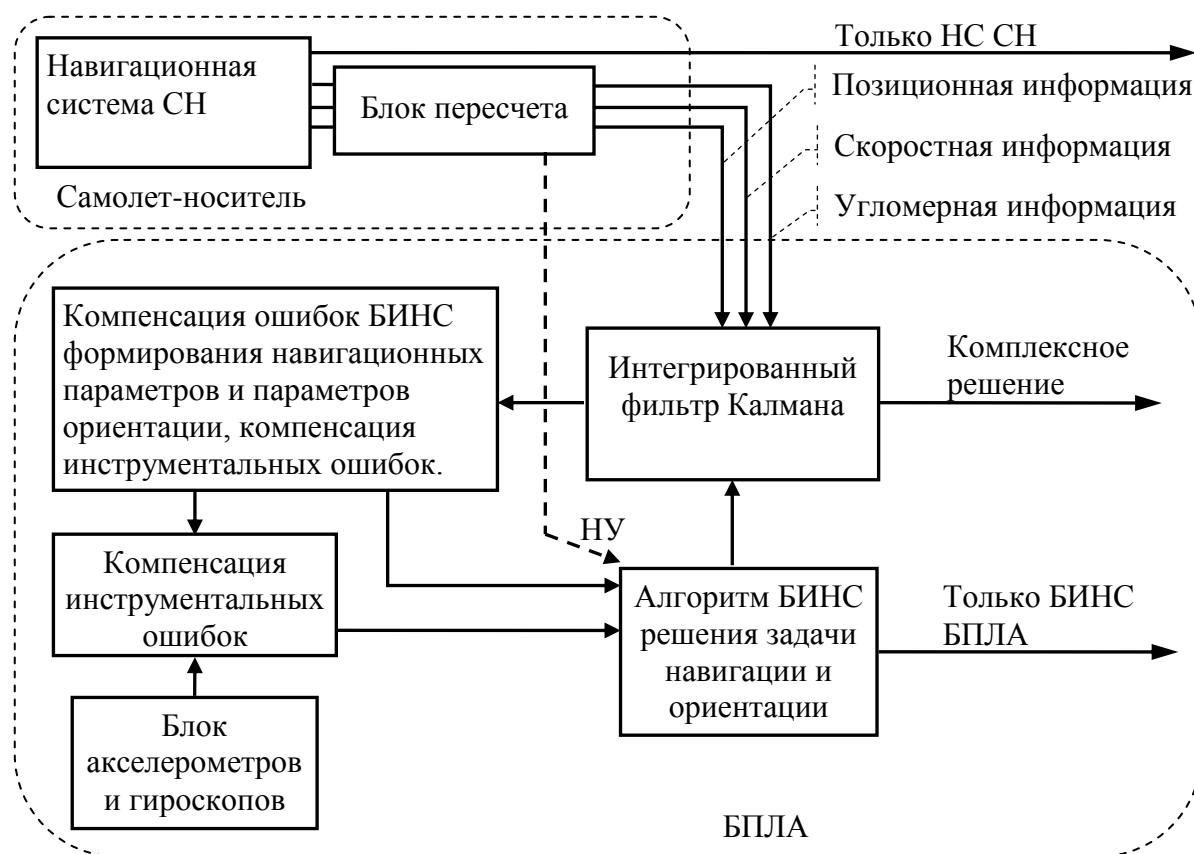 Только НС СН
Навигационная
система СН
Блок пересчета
Позиционная информация
Скоростная информация
Самолет-носитель
Угломерная информация
Компенсация ошибок БИНС
формирования навигационных
параметров и параметров
ориентации, компенсация
инструментальных ошибок.
Интегрированный
фильтр Калмана
Комплексное
решение
НУ
Компенсация
инструментальных
ошибок
Алгоритм БИНС
решения задачи
навигации и
ориентации
Только БИНС
БПЛА
Блок
акселерометров
и гироскопов
БПЛА